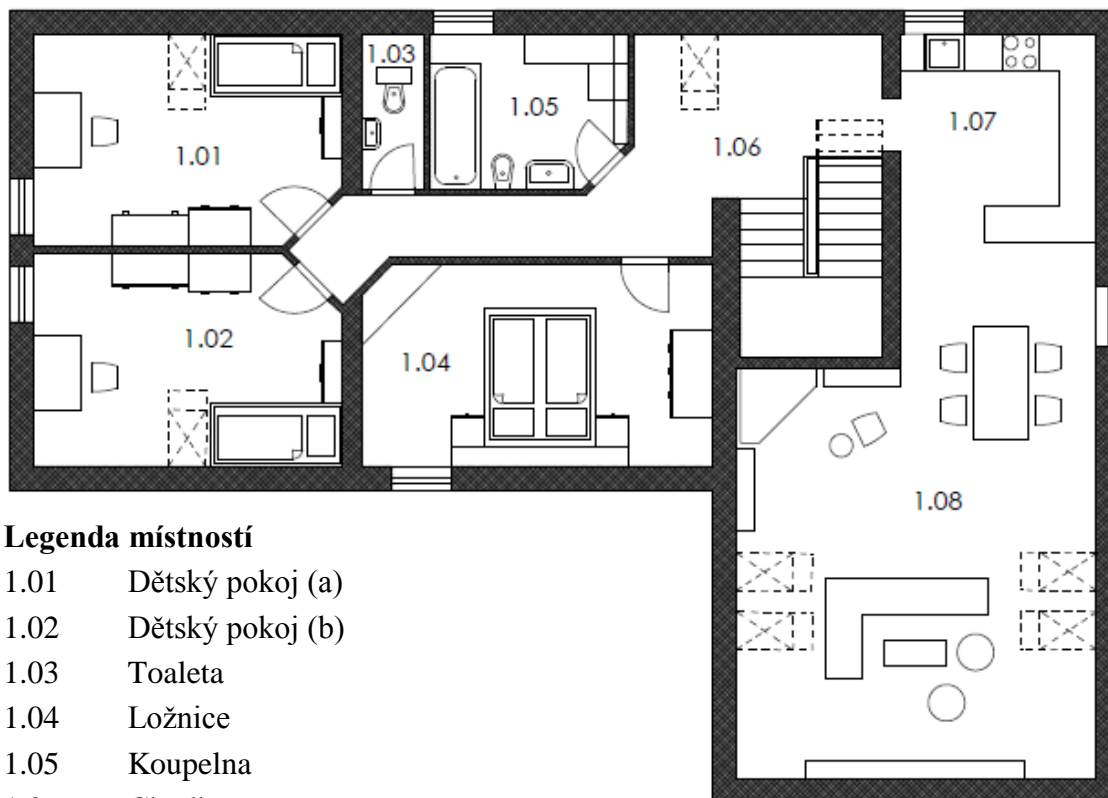 1.03
1.05
1.01
1.06
1.07
1.02
1.04
1.08
Legenda místností
1.01 Dětský pokoj (a)
1.02 Dětský pokoj (b)
1.03 Toaleta
1.04 Ložnice
1.05 Koupelna